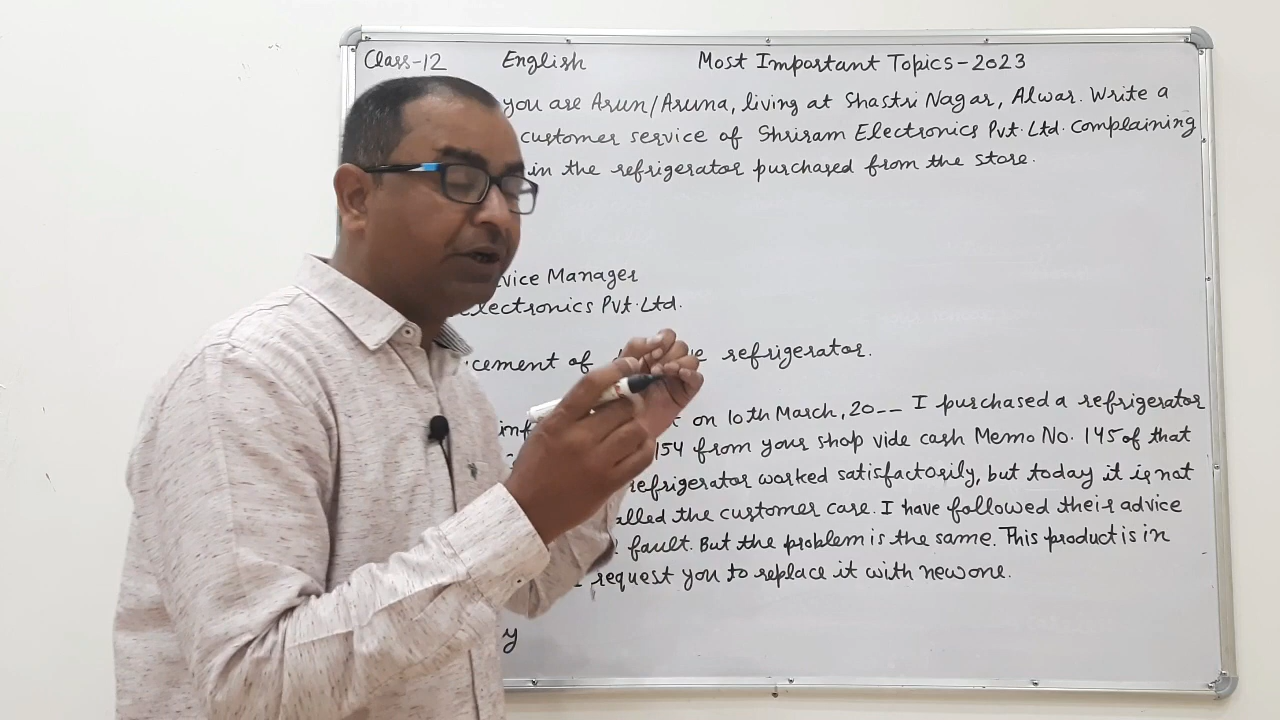 Class-12 English Most Important Topics-2023
you are Arun/Aruna, living at Shastri Nagar, Alwar. Write a
customer service of Shriram Electronics Pvt. Ltd. complaining
in the refrigerator purchased from the store.
vice Manager
Electronics Pvt. Ltd.
cement of refrigerator.
inf on 10th March, 20__ I purchased a refrigerator
154 from your shop vide cash Memo No. 145 of that
refrigerator worked satisfactorily, but today it is not
alled the customer care. I have followed their advice
fault. But the problem is the same. This product is in
I request you to replace it with new one.
y